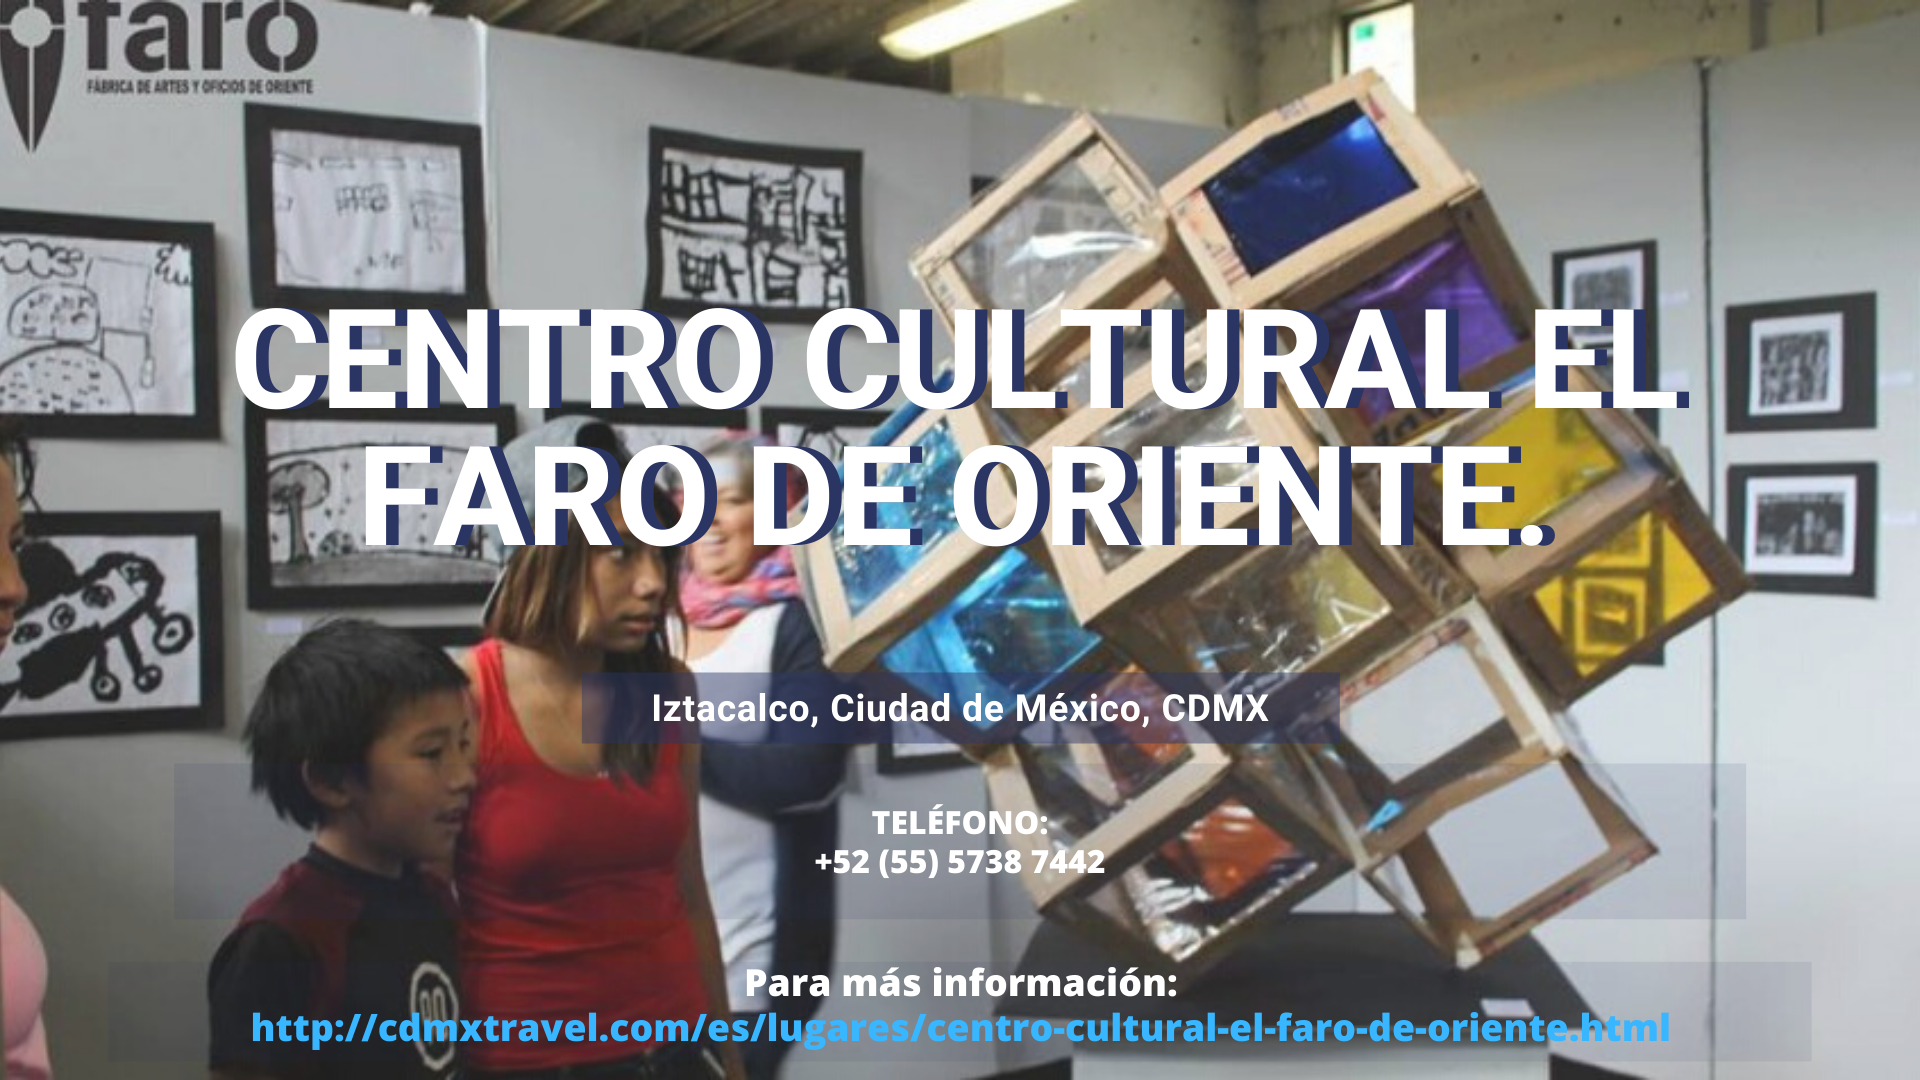 faro
FÁBRICA DE ARTES Y OFICIOS DE ORIENTE
CENTRO CULTURAL EL
FARO DE ORIENTE.
Iztacalco, Ciudad de México, CDMX
TELÉFONO:
+52 (55) 5738 7442
Para más información:
http://cdmxtravel.com/es/lugares/centro-cultural-el-faro-de-oriente.html